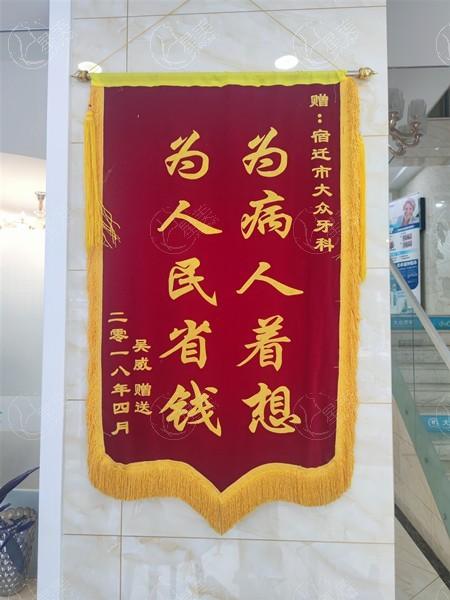 赠：宿迁市大众牙科
为病人着想
为人民省钱
吴威 赠送
二零一八年四月